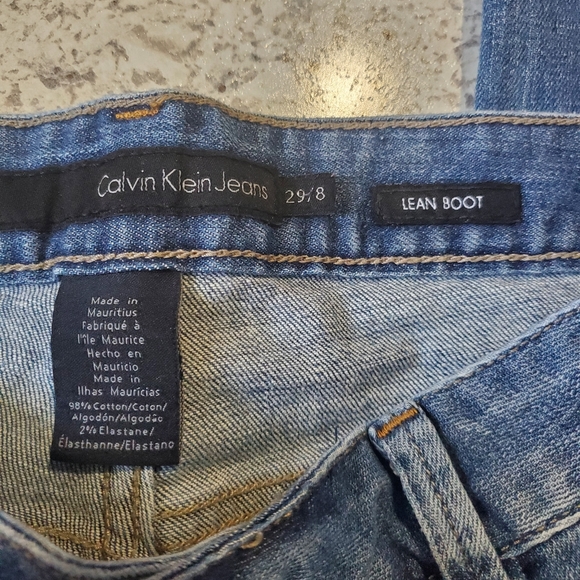 Calvin Klein Jeans 29/8
LEAN BOOT
Made in
Mauritius
Fabriqué à
l'Île Maurice
Hecho en
Mauricio
Made in
Ilhas Maurícias
98% Cotton/Coton/
Algodón/Algodão
2% Elastane/
Élasthanne/Elastano